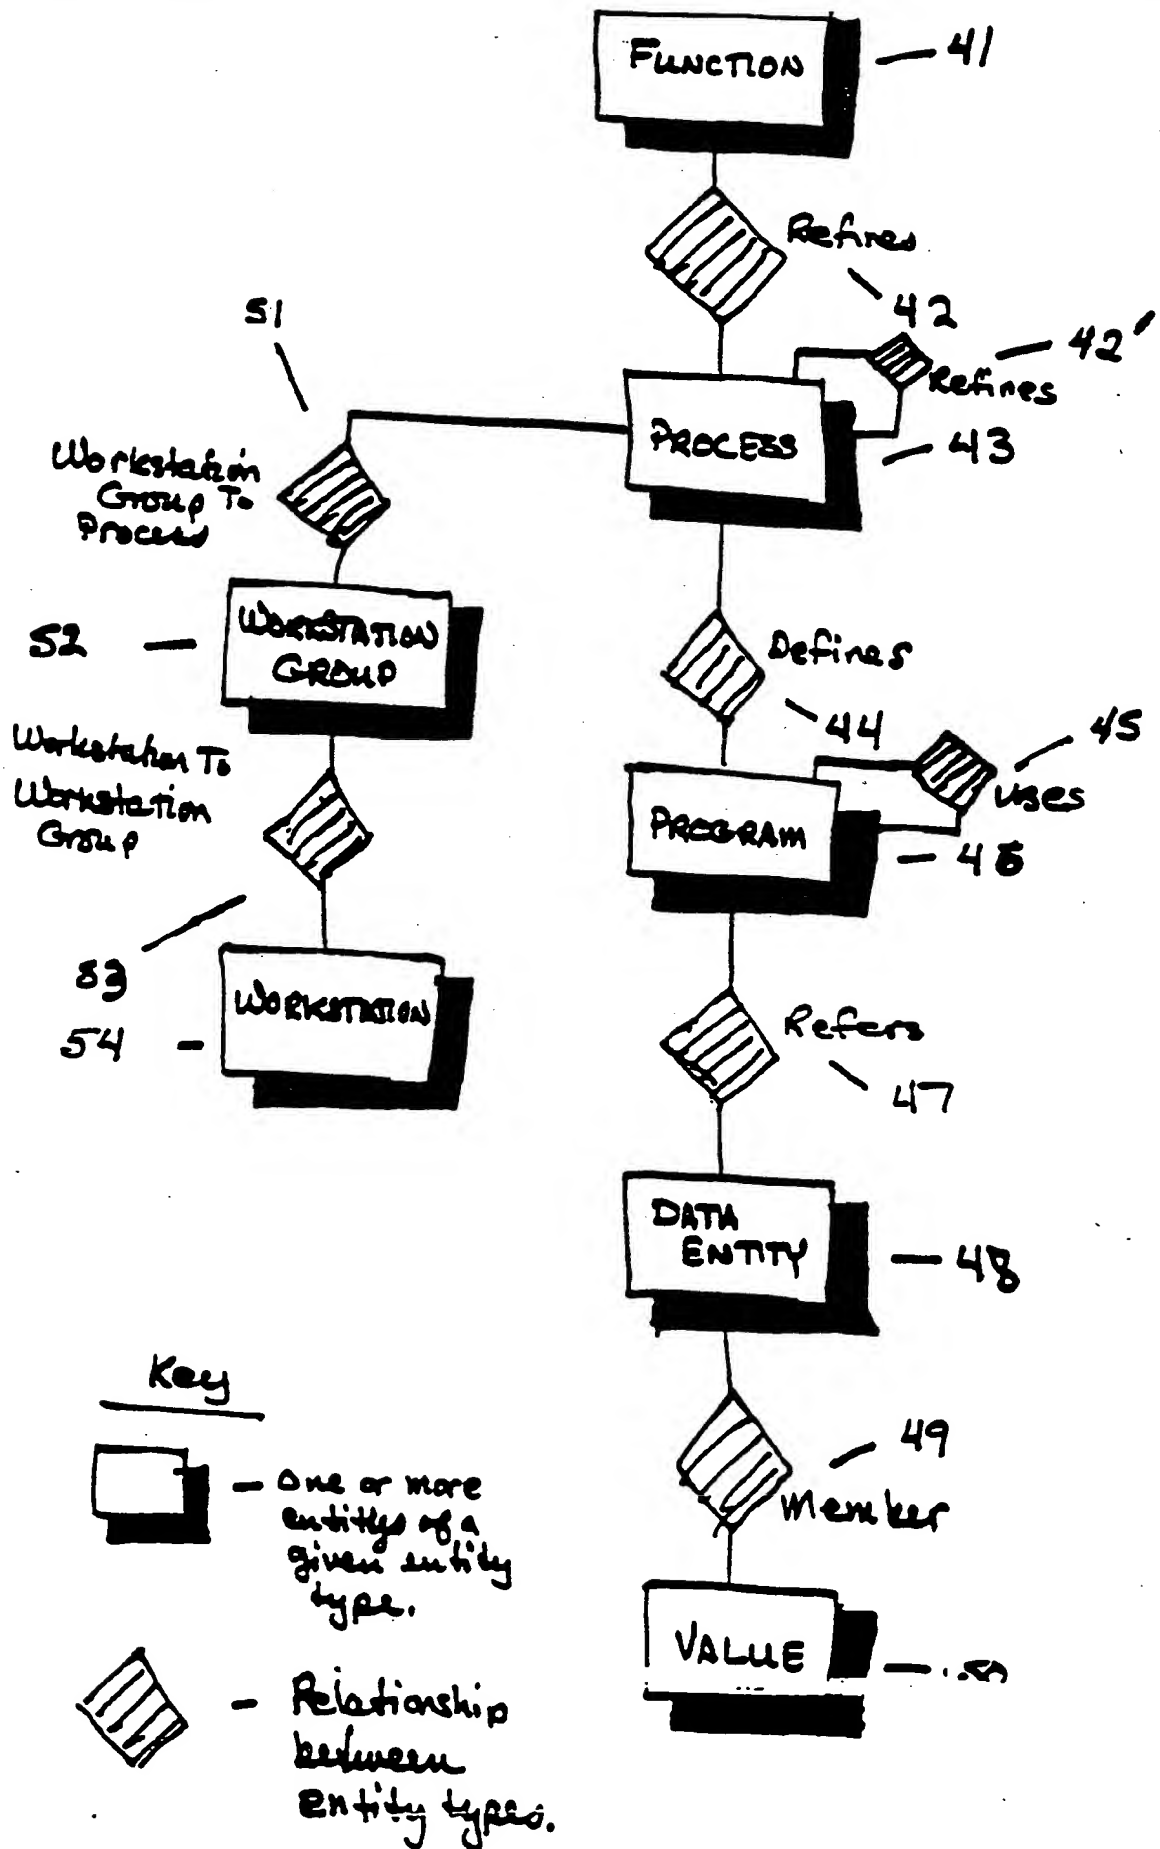 FUNCTION
41
Refines
42
42'
Refines
PROCESS
43
51
Workstation
Group To
Process
52
WORKSTATION
GROUP
Defines
44
45
uses
PROGRAM
Workstation To
Workstation
Group
53
54
WORKSTATION
Refers
47
DATA
ENTITY
48
49
Member
VALUE
Key
- One or more
entitys of a
given entity
type.
- Relationship
between
entity types.